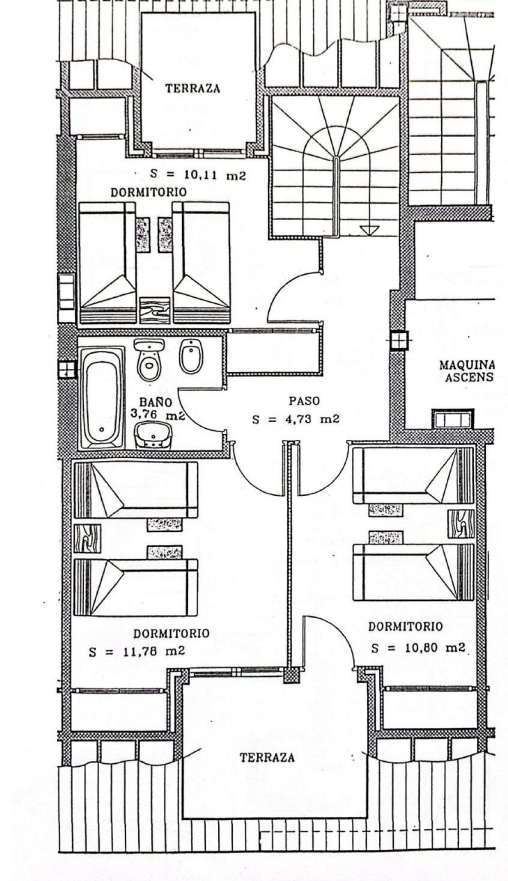 TERRAZA
S = 10,11 m2
DORMITORIO
MAQUINA
ASCENS
BAÑO
3,76 m2
PASO
S = 4,73 m2
DORMITORIO
S = 11,78 m2
DORMITORIO
S = 10,80 m2
TERRAZA